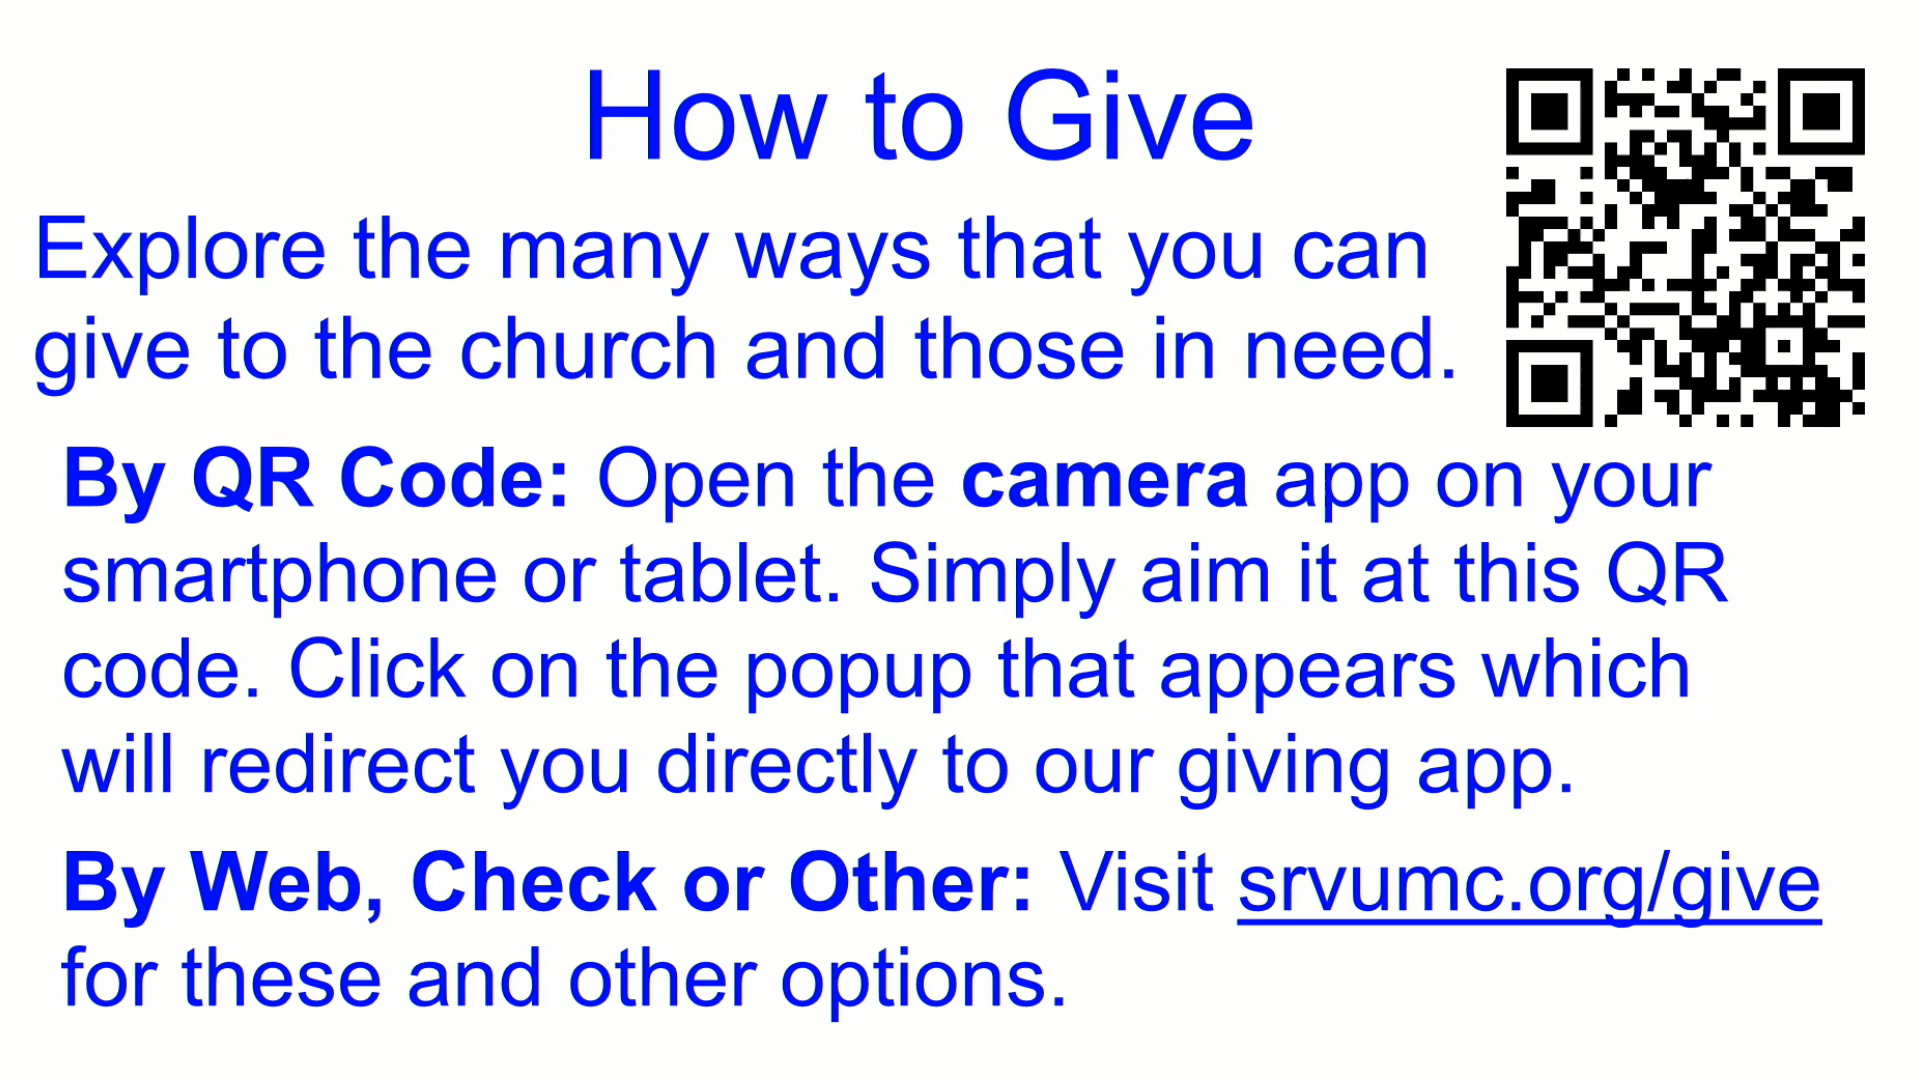 How to Give
Explore the many ways that you can
give to the church and those in need.
By QR Code: Open the camera app on your
smartphone or tablet. Simply aim it at this QR
code. Click on the popup that appears which
will redirect you directly to our giving app.
By Web, Check or Other: Visit srvumc.org/give
for these and other options.